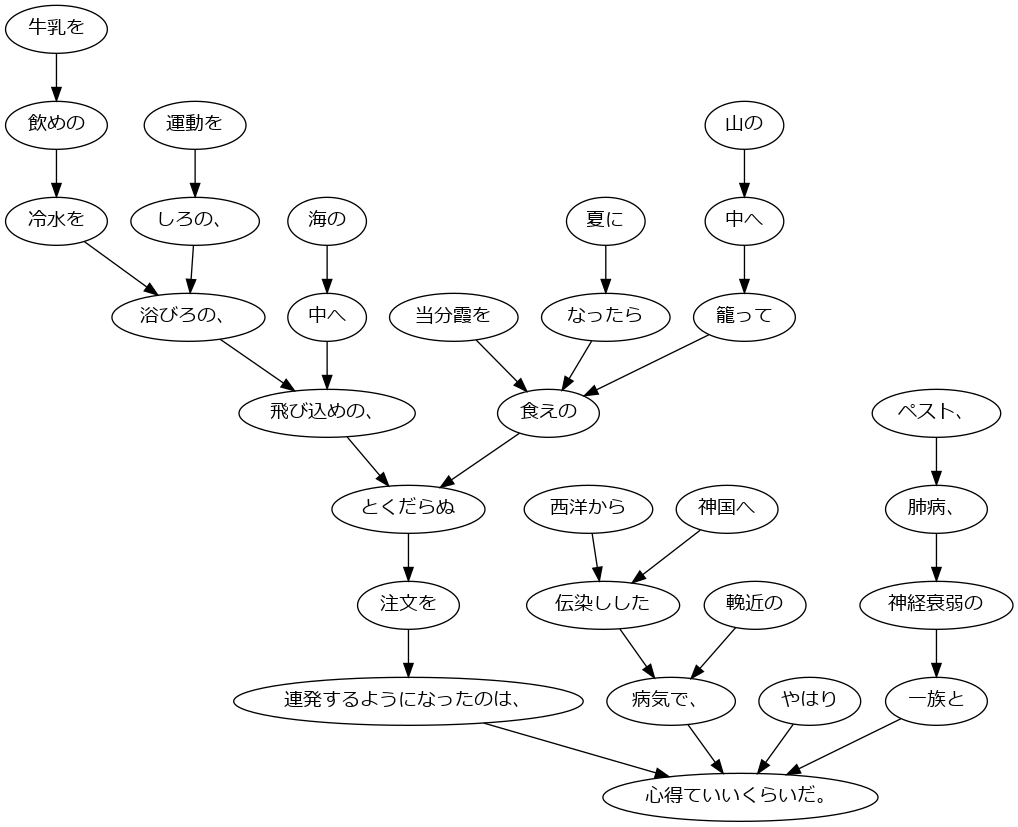 牛乳を
飲めの
運動を
山の
冷水を
しろの、
海の
夏に
中へ
浴びろの、
中へ
当分霞を
なったら
籠って
飛び込めの、
食えの
ペスト、
とくだらぬ
西洋から
神国へ
肺病、
注文を
伝染しした
輓近の
神経衰弱の
連発するようになったのは、
病気で、
やはり
一族と
心得ていいくらいだ。